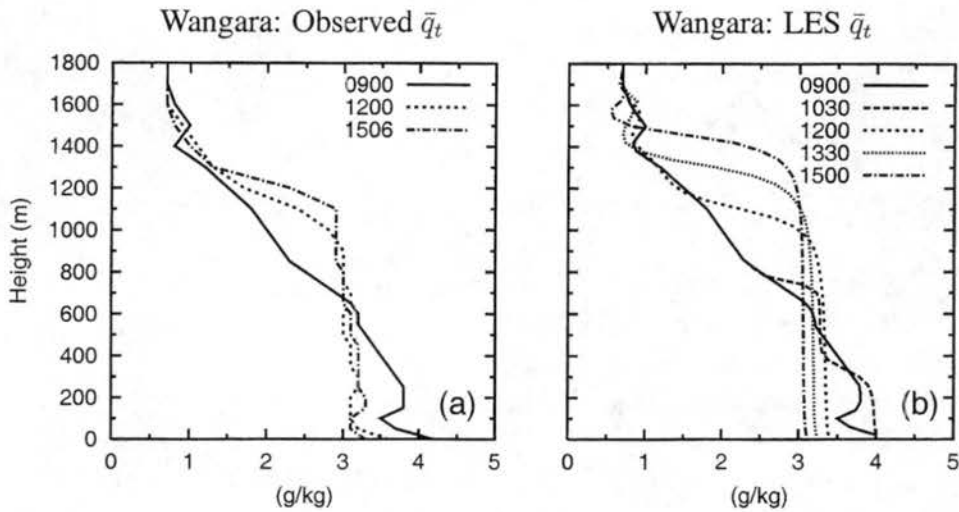 Wangara: Observed q̄t
1800
1600
1400
1200
1000
800
600
400
200
0
Height (m)
0900
1200
1506
(a)
0 1 2 3 4 5
(g/kg)
Wangara: LES q̄t
0900
1030
1200
1330
1500
(b)
0 1 2 3 4 5
(g/kg)